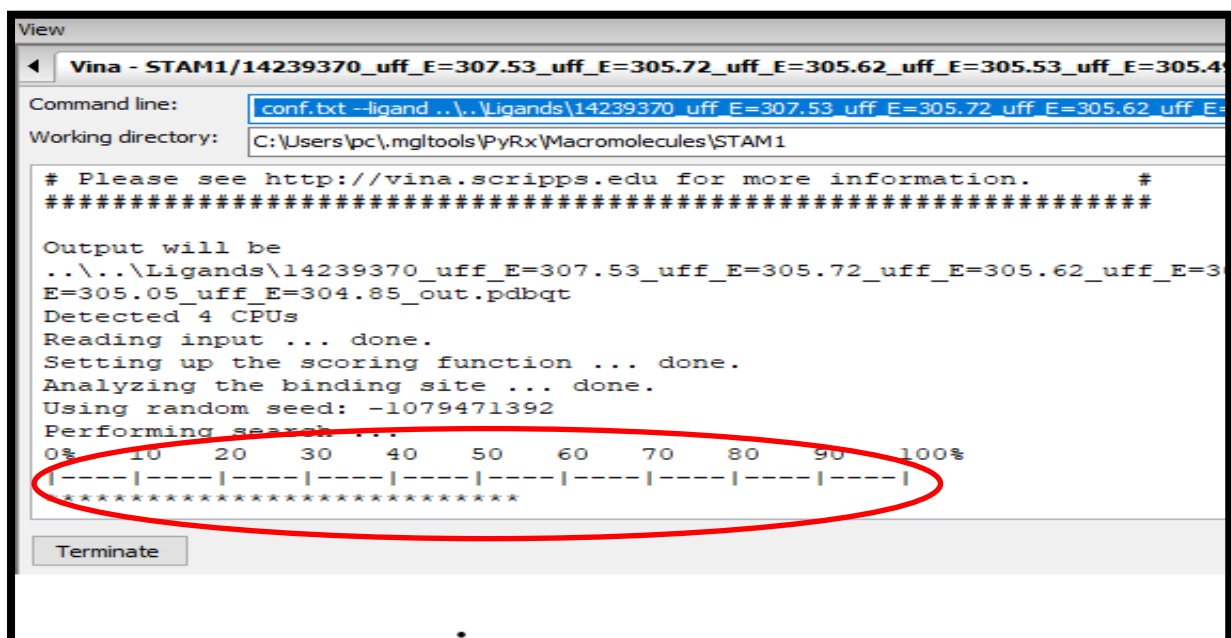 View
Vina - STAM1/14239370_uff_E=307.53_uff_E=305.72_uff_E=305.62_uff_E=305.53_uff_E=305.49
Command line:
conf.txt --ligand ..\..\Ligands\14239370_uff_E=307.53_uff_E=305.72_uff_E=305.62_uff_E=
Working directory:
C:\Users\pc\.mgltools\PyRx\Macromolecules\STAM1
# Please see http://vina.scripps.edu for more information. #
#################################################################
Output will be
..\..\Ligands\14239370_uff_E=307.53_uff_E=305.72_uff_E=305.62_uff_E=3
E=305.05_uff_E=304.85_out.pdbqt
Detected 4 CPUs
Reading input ... done.
Setting up the scoring function ... done.
Analyzing the binding site ... done.
Using random seed: -1079471392
Performing search ...
0% 10 20 30 40 50 60 70 80 90 100%
|----|----|----|----|----|----|----|----|----|----|
****************************
Terminate